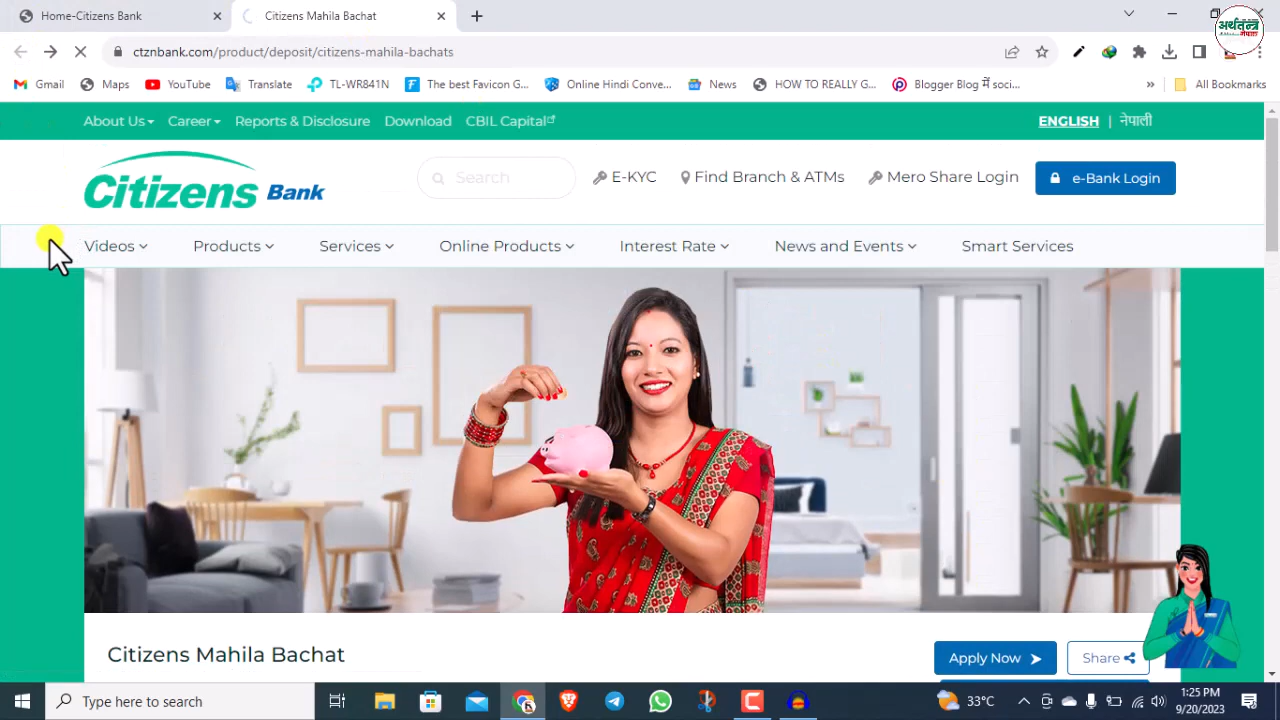 Home-Citizens Bank
Citizens Mahila Bachat
अर्थतन्त्र
नेपाल
ctznbank.com/product/deposit/citizens-mahila-bachats
Gmail Maps YouTube Translate TL-WR841N The best Favicon G... Online Hindi Conve... News HOW TO REALLY G... Blogger Blog में soci... » All Bookmarks
About Us Career Reports & Disclosure Download CBIL Capital ENGLISH | नेपाली
Citizens Bank
Search E-KYC Find Branch & ATMs Mero Share Login e-Bank Login
Videos Products Services Online Products Interest Rate News and Events Smart Services
Citizens Mahila Bachat
Apply Now Share
Type here to search
33°C
1:25 PM
9/20/2023